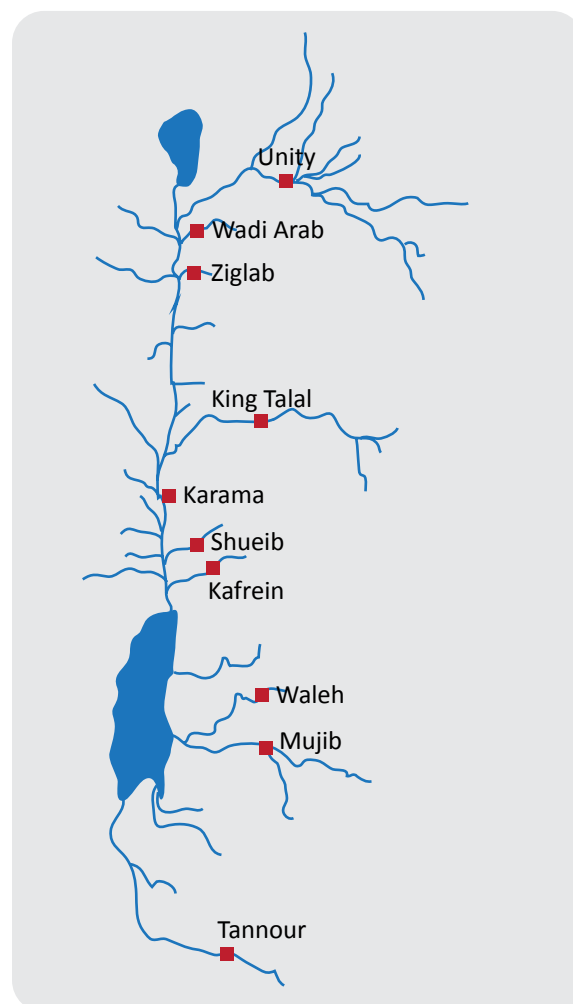 Unity
Wadi Arab
Ziglab
King Talal
Karama
Shueib
Kafrein
Waleh
Mujib
Tannour